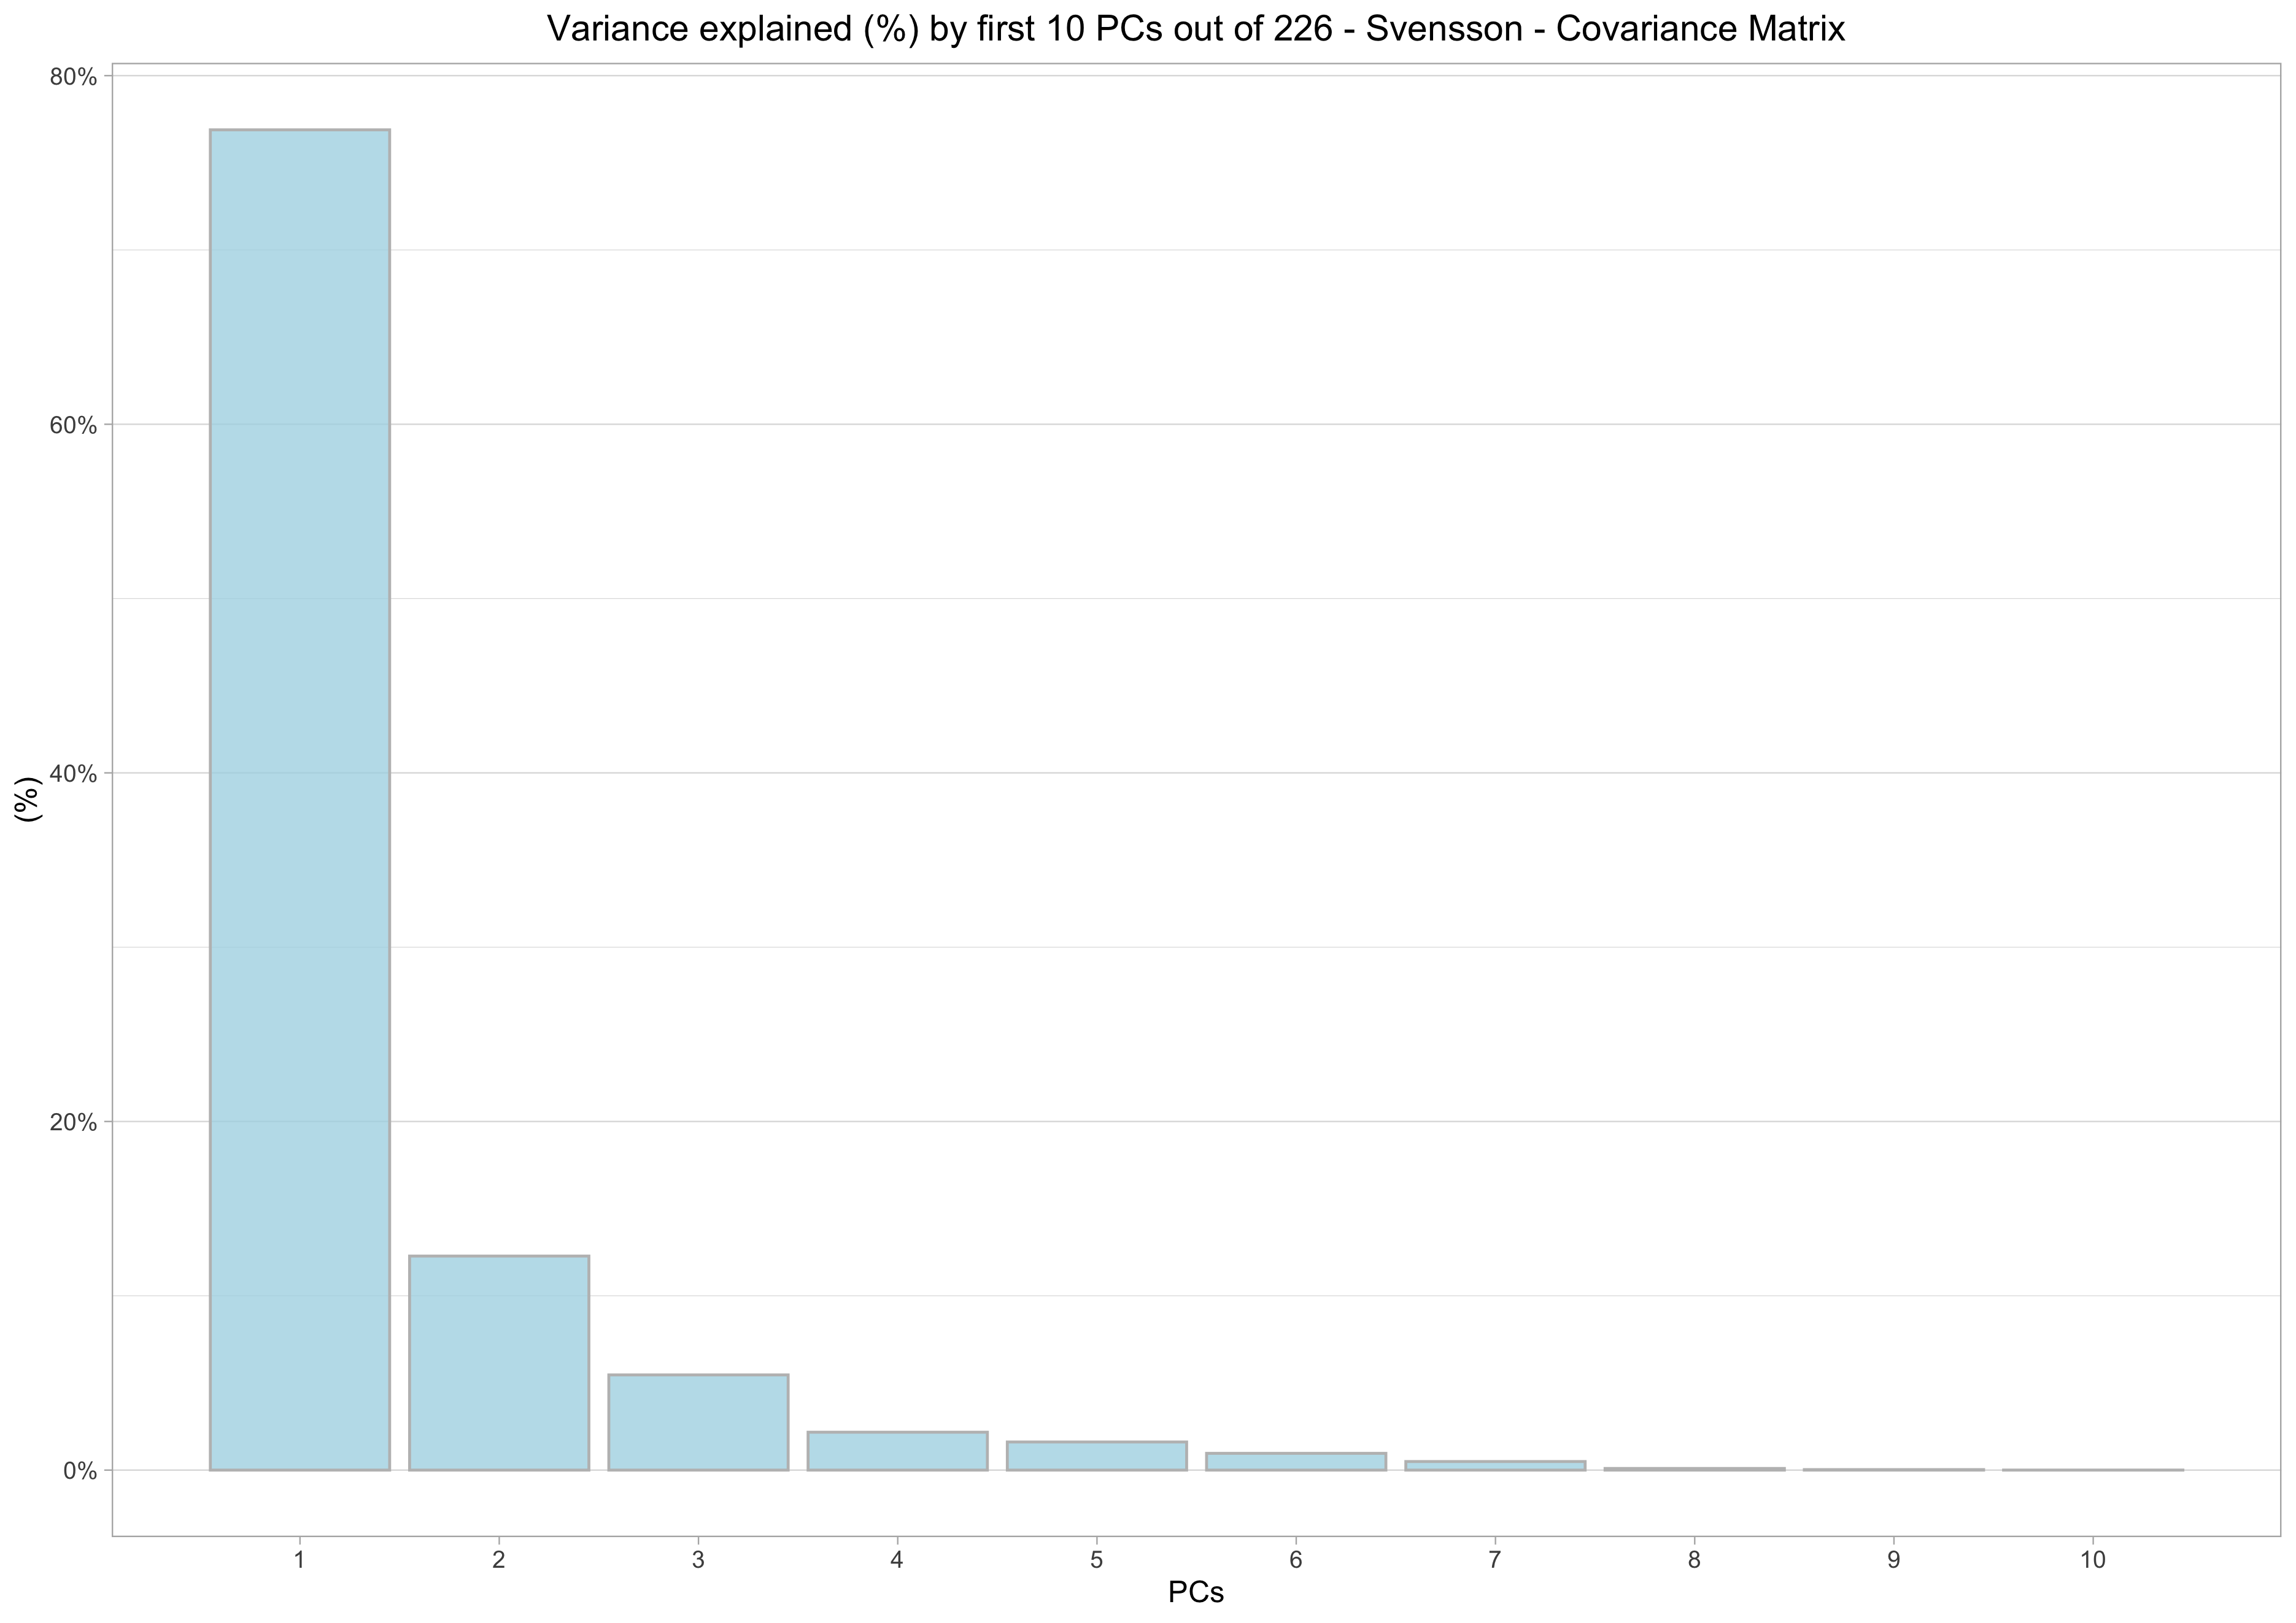 Variance explained (%) by first 10 PCs out of 226 - Svensson - Covariance Matrix
80%
60%
40%
20%
0%
(%)
1 2 3 4 5 6 7 8 9 10
PCs